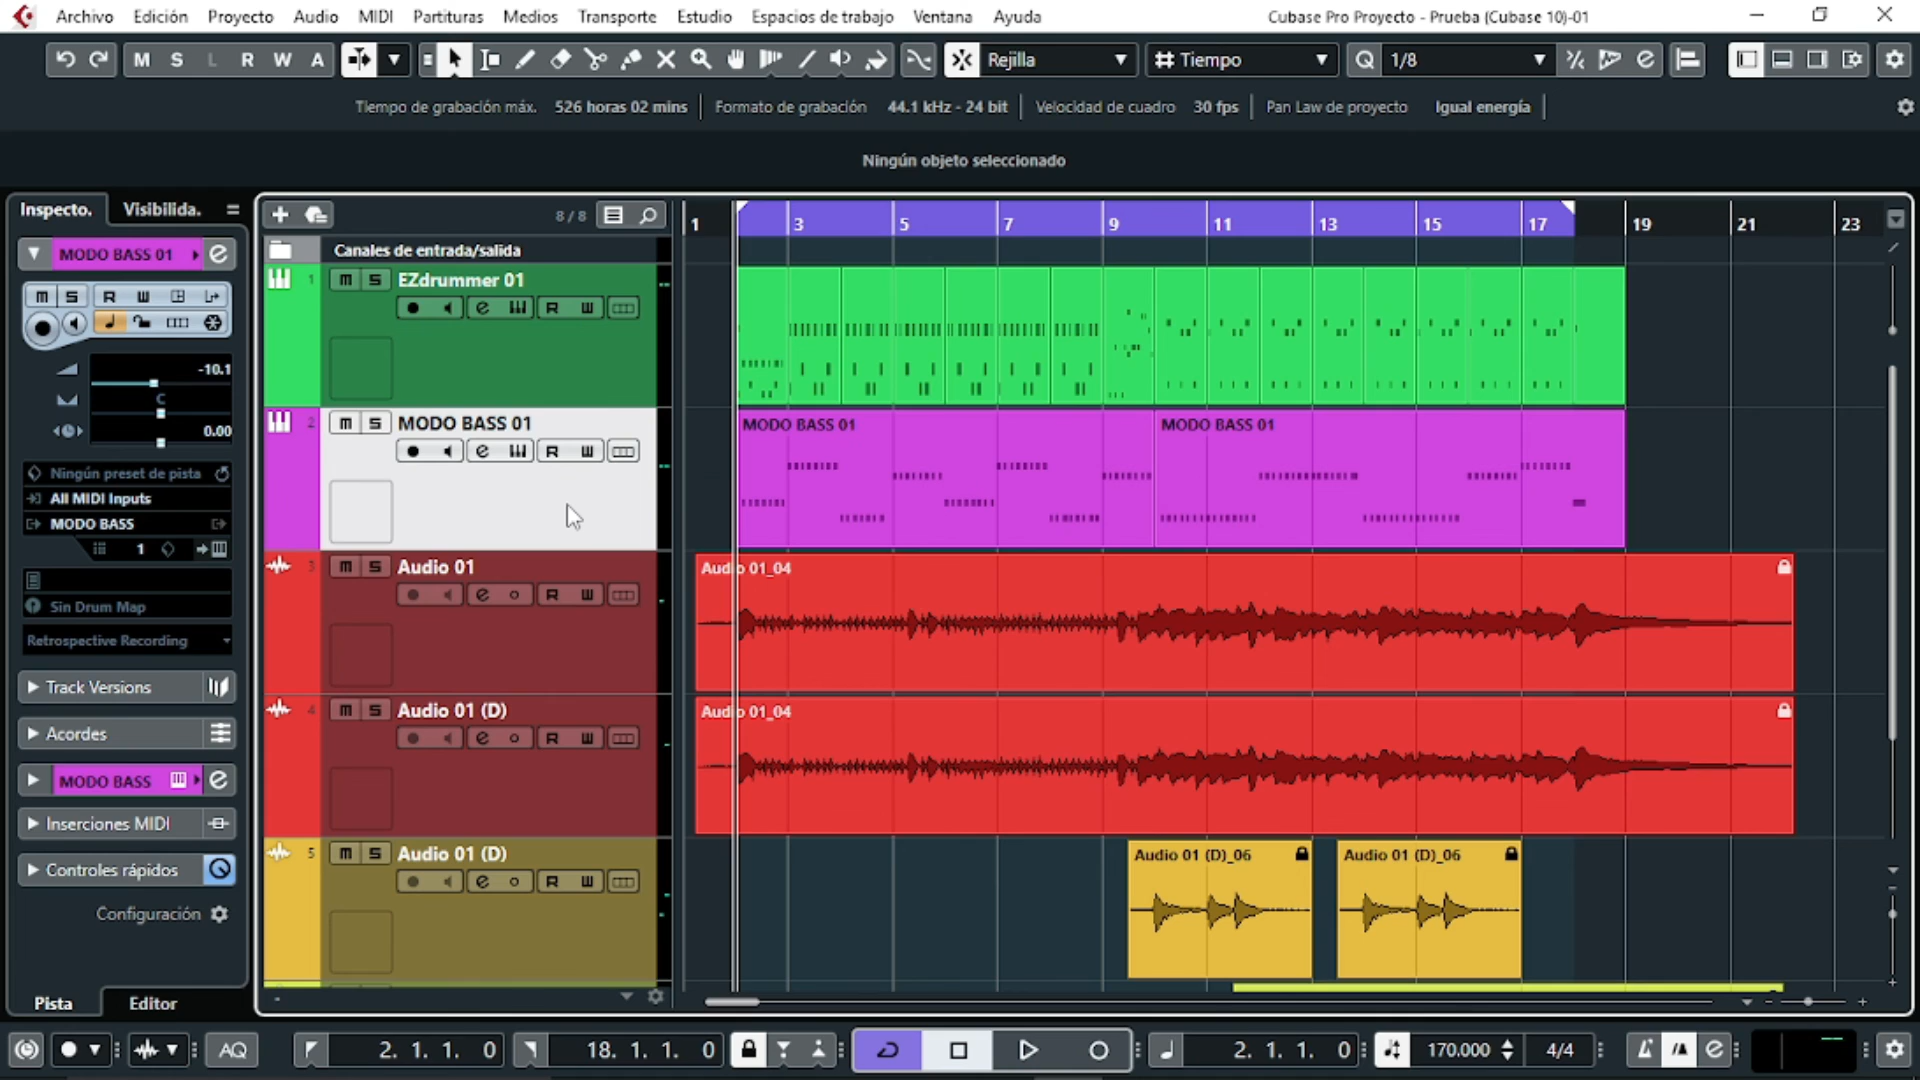 Archivo Edición Proyecto Audio MIDI Partituras Medios Transporte Estudio Espacios de trabajo Ventana Ayuda Cubase Pro Proyecto - Prueba (Cubase 10)-01
M S L R W A Rejilla Tiempo Q 1/8
Tiempo de grabación máx. 526 horas 02 mins Formato de grabación 44.1 kHz - 24 bit Velocidad de cuadro 30 fps Pan Law de proyecto Igual energía
Ningún objeto seleccionado
Inspecto. Visibilida. 8 / 8 1 3 5 7 9 11 13 15 17 19 21 23
MODO BASS 01 e
Canales de entrada/salida
1 m S EZdrummer 01
e R W
m S R W
-10.1
C
0.00
2 m S MODO BASS 01
e R W
MODO BASS 01 MODO BASS 01
Ningún preset de pista
All MIDI Inputs
MODO BASS
1
Sin Drum Map
Retrospective Recording
3 m S Audio 01
e R W
Audio 01_04
Track Versions
Acordes
MODO BASS e
Inserciones MIDI
Controles rápidos
Configuración
4 m S Audio 01 (D)
e R W
Audio 01_04
5 m S Audio 01 (D)
e R W
Audio 01 (D)_06 Audio 01 (D)_06
Pista Editor
AQ 2. 1. 1. 0 18. 1. 1. 0 2. 1. 1. 0 170.000 4/4